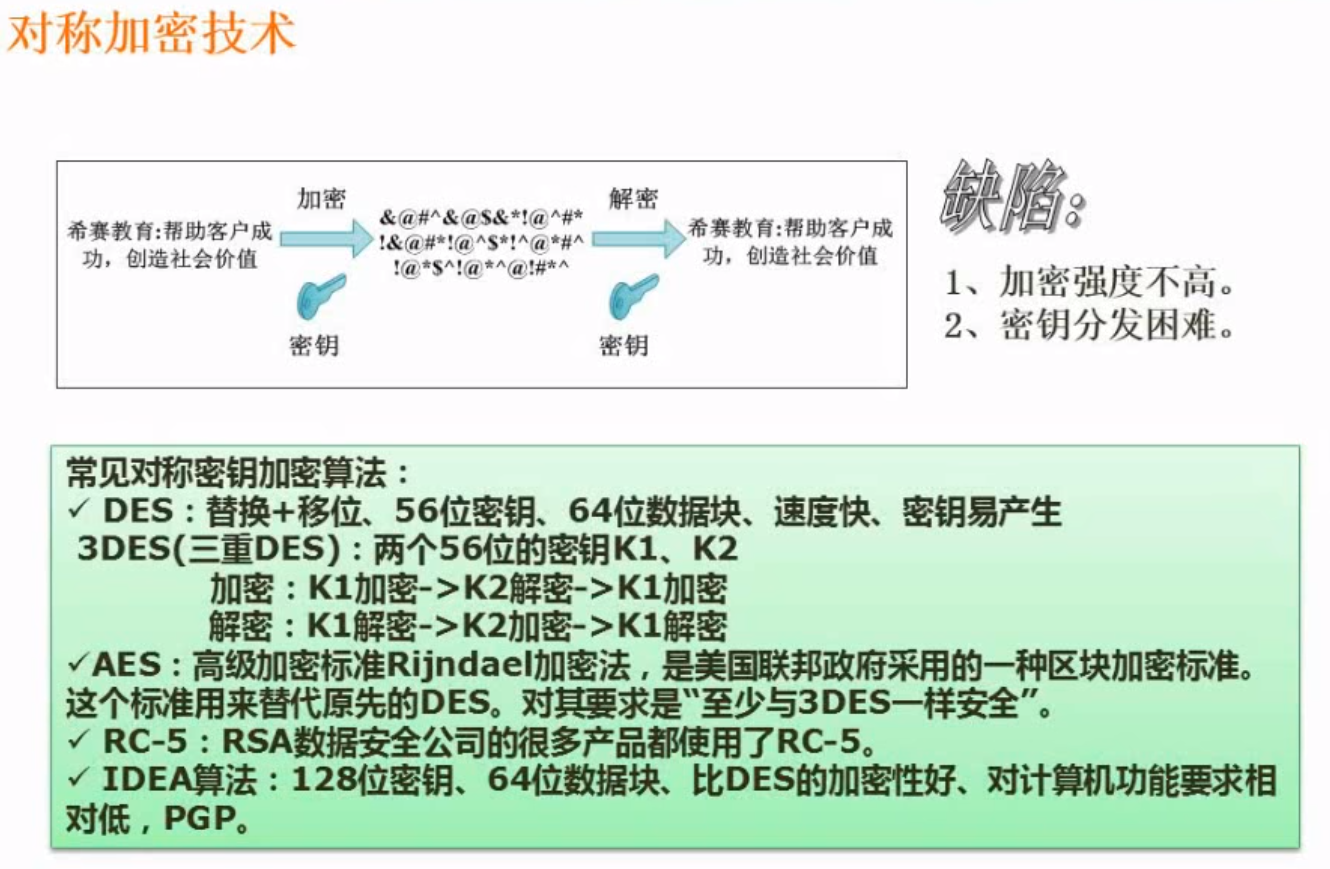 对称加密技术
加密
解密
希赛教育:帮助客户成
功，创造社会价值
&@#^&@$&*!@^#*
!&@#*!@^$*!^@*#^
!@*$^!@*^@!#*^
希赛教育:帮助客户成
功，创造社会价值
密钥
密钥
缺陷:
1、加密强度不高。
2、密钥分发困难。
常见对称密钥加密算法：
✓ DES：替换+移位、56位密钥、64位数据块、速度快、密钥易产生
3DES(三重DES)：两个56位的密钥K1、K2
加密：K1加密->K2解密->K1加密
解密：K1解密->K2加密->K1解密
✓AES：高级加密标准Rijndael加密法，是美国联邦政府采用的一种区块加密标准。
这个标准用来替代原先的DES。对其要求是“至少与3DES一样安全”。
✓ RC-5：RSA数据安全公司的很多产品都使用了RC-5。
✓ IDEA算法：128位密钥、64位数据块、比DES的加密性好、对计算机功能要求相
对低，PGP。